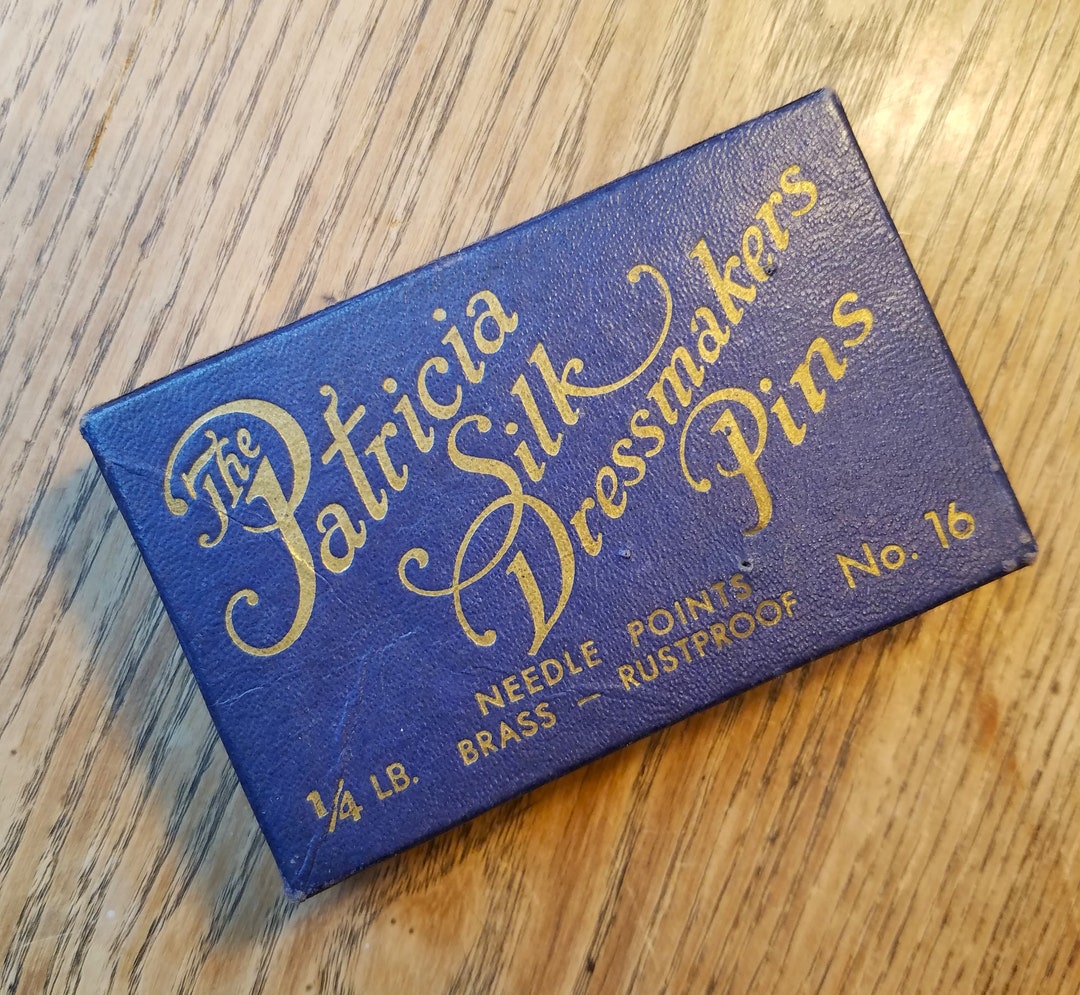 The Patricia
Silk
Dressmakers
Pins
NEEDLE POINTS
1/4 LB. BRASS — RUSTPROOF No. 16